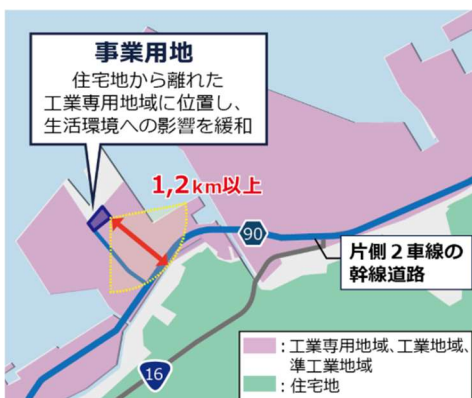 事業用地
住宅地から離れた
工業専用地域に位置し、
生活環境への影響を緩和
1,2km以上
90
片側２車線の
幹線道路
16
：工業専用地域、工業地域、
準工業地域
：住宅地